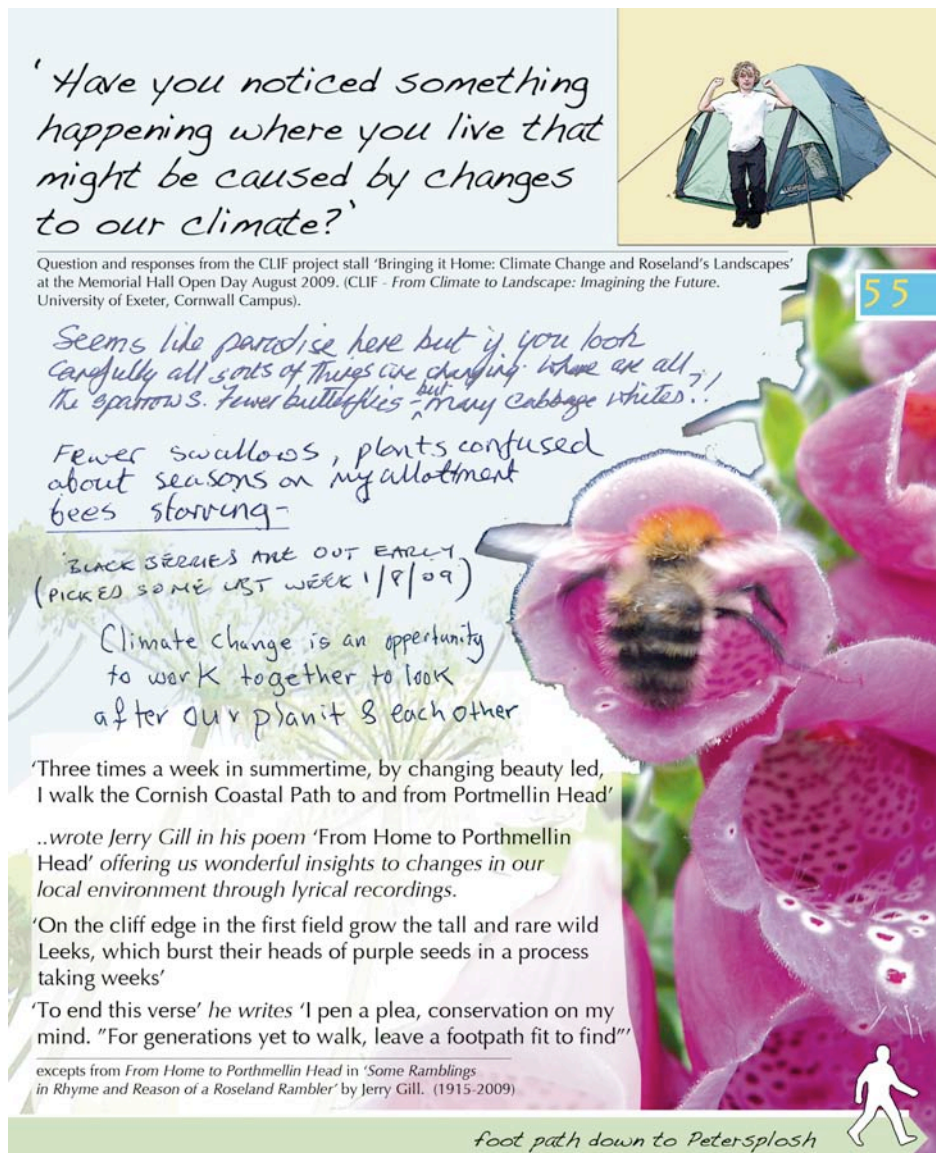 'Have you noticed something
happening where you live that
might be caused by changes
to our climate?'
Question and responses from the CLIF project stall 'Bringing it Home: Climate Change and Roseland's Landscapes'
at the Memorial Hall Open Day August 2009. (CLIF - From Climate to Landscape: Imagining the Future.
University of Exeter, Cornwall Campus).
55
Seems like paradise here but if you look
carefully all sorts of things are changing. Where are all
the sparrows. Fewer butterflies - but many cabbage whites?!!
Fewer swallows, plants confused
about seasons on my allottment
bees starving -
BLACK BERRIES ARE OUT EARLY
(PICKED SOME LAST WEEK 1/8/09)
Climate change is an oppertunity
to work together to look
after our planit & each other
'Three times a week in summertime, by changing beauty led,
I walk the Cornish Coastal Path to and from Portmellin Head'
..wrote Jerry Gill in his poem 'From Home to Porthmellin
Head' offering us wonderful insights to changes in our
local environment through lyrical recordings.
'On the cliff edge in the first field grow the tall and rare wild
Leeks, which burst their heads of purple seeds in a process
taking weeks'
'To end this verse' he writes 'I pen a plea, conservation on my
mind. "For generations yet to walk, leave a footpath fit to find"'
excepts from From Home to Porthmellin Head in 'Some Ramblings
in Rhyme and Reason of a Roseland Rambler' by Jerry Gill. (1915-2009)
foot path down to Petersplosh